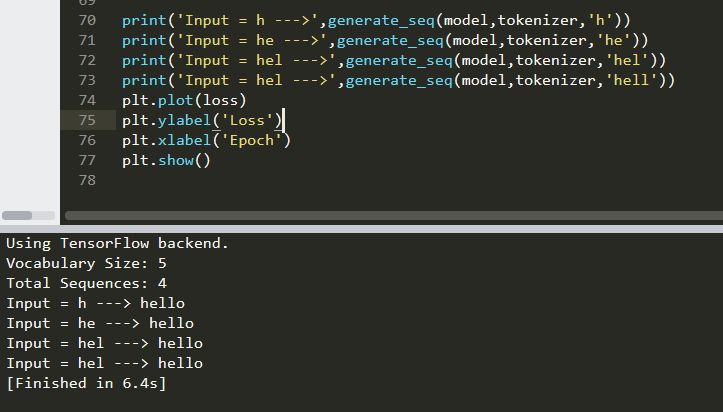 69
70 print('Input = h --->',generate_seq(model,tokenizer,'h'))
71 print('Input = he --->',generate_seq(model,tokenizer,'he'))
72 print('Input = hel --->',generate_seq(model,tokenizer,'hel'))
73 print('Input = hel --->',generate_seq(model,tokenizer,'hell'))
74 plt.plot(loss)
75 plt.ylabel('Loss')
76 plt.xlabel('Epoch')
77 plt.show()
78
Using TensorFlow backend.
Vocabulary Size: 5
Total Sequences: 4
Input = h ---> hello
Input = he ---> hello
Input = hel ---> hello
Input = hel ---> hello
[Finished in 6.4s]